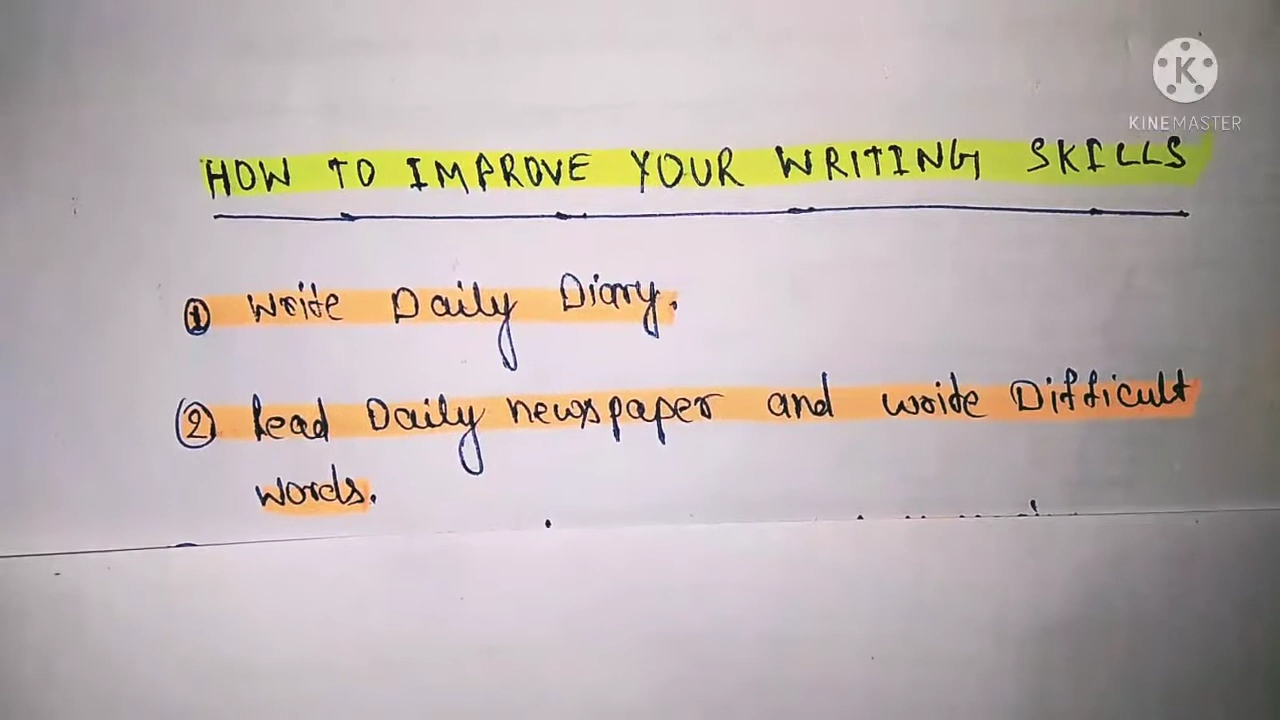 KINEMASTER
HOW TO IMPROVE YOUR WRITING SKILLS
① Write Daily Diary.
② Read Daily newspaper and write Difficult
words.